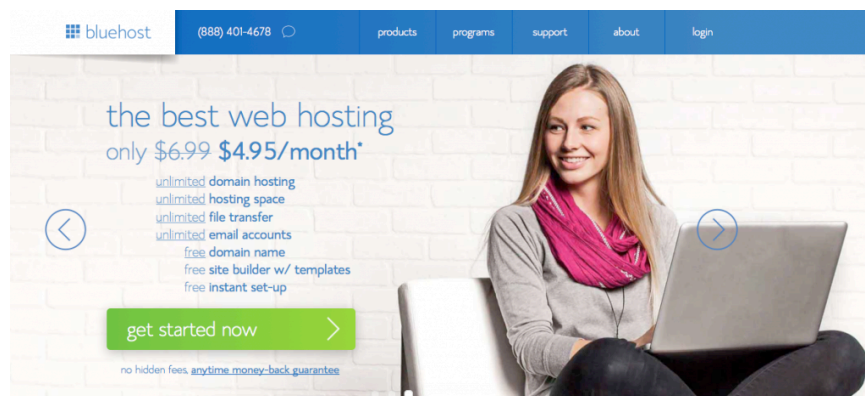 bluehost
(888) 401-4678
products programs support about login
the best web hosting
only $6.99 $4.95/month*
unlimited domain hosting
unlimited hosting space
unlimited file transfer
unlimited email accounts
free domain name
free site builder w/ templates
free instant set-up
get started now
no hidden fees, anytime money-back guarantee